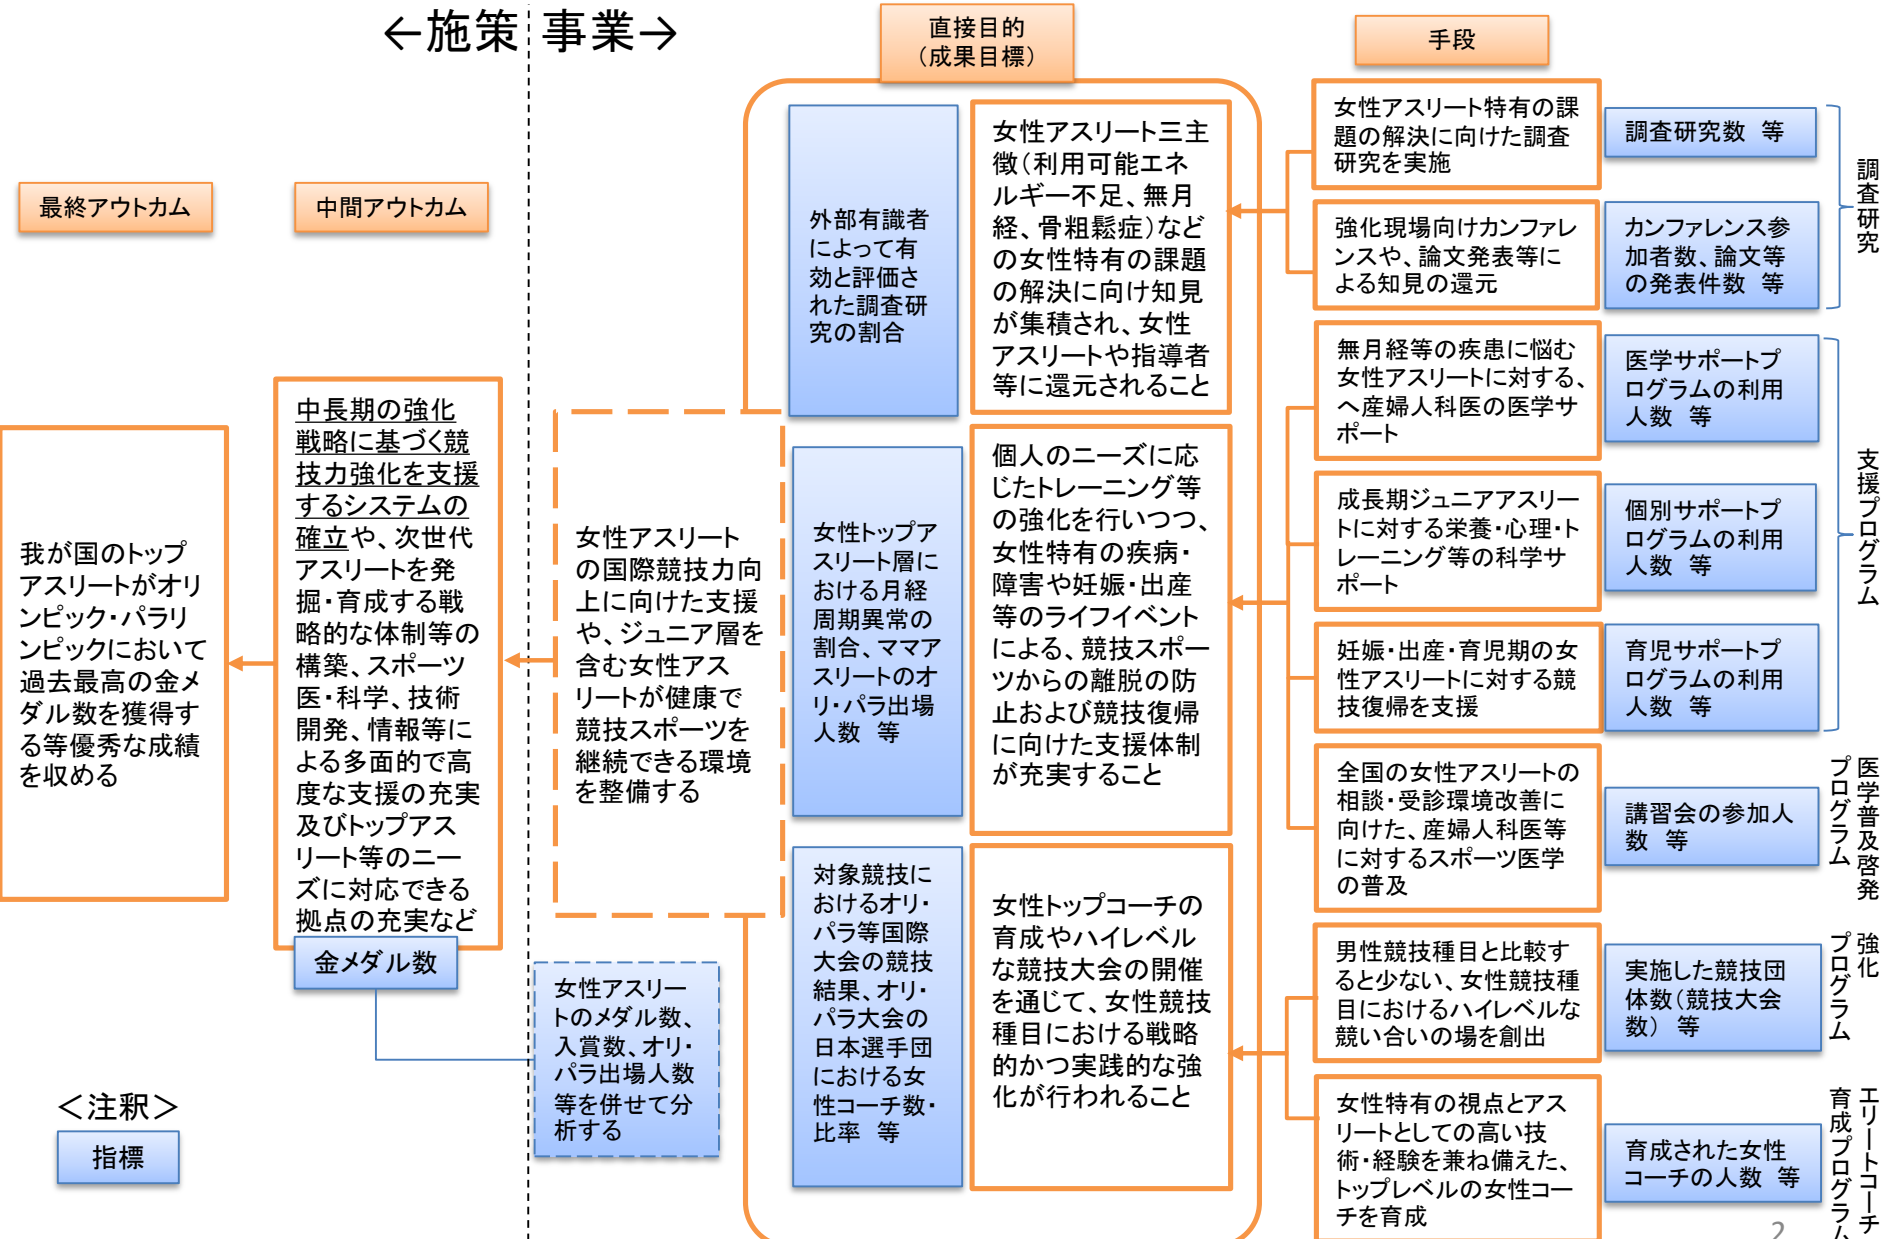 ←施策
事業→
直接目的
（成果目標）
手段
最終アウトカム
中間アウトカム
我が国のトップ
アスリートがオリ
ンピック・パラリ
ンピックにおいて
過去最高の金メ
ダル数を獲得す
る等優秀な成績
を収める
中長期の強化
戦略に基づく競
技力強化を支援
するシステムの
確立や、次世代
アスリートを発
掘・育成する戦
略的な体制等の
構築、スポーツ
医・科学、技術
開発、情報等に
よる多面的で高
度な支援の充実
及びトップアス
リート等のニー
ズに対応できる
拠点の充実など
金メダル数
女性アスリート
の国際競技力向
上に向けた支援
や、ジュニア層を
含む女性アス
リートが健康で
競技スポーツを
継続できる環境
を整備する
女性アスリー
トのメダル数、
入賞数、オリ・
パラ出場人数
等を併せて分
析する
外部有識者
によって有
効と評価さ
れた調査研
究の割合
女性アスリート三主
徴（利用可能エネ
ルギー不足、無月
経、骨粗鬆症）など
の女性特有の課題
の解決に向け知見
が集積され、女性
アスリートや指導者
等に還元されること
女性トップア
スリート層に
おける月経
周期異常の
割合、ママア
スリートのオ
リ・パラ出場
人数　等
個人のニーズに応
じたトレーニング等
の強化を行いつつ、
女性特有の疾病・
障害や妊娠・出産
等のライフイベント
による、競技スポー
ツからの離脱の防
止および競技復帰
に向けた支援体制
が充実すること
対象競技に
おけるオリ・
パラ等国際
大会の競技
結果、オリ・
パラ大会の
日本選手団
における女
性コーチ数・
比率　等
女性トップコーチの
育成やハイレベル
な競技大会の開催
を通じて、女性競技
種目における戦略
的かつ実践的な強
化が行われること
女性アスリート特有の課
題の解決に向けた調査
研究を実施
調査研究数　等
強化現場向けカンファレ
ンスや、論文発表等に
よる知見の還元
カンファレンス参
加者数、論文等
の発表件数　等
調査研究
無月経等の疾患に悩む
女性アスリートに対する、
へ産婦人科医の医学サ
ポート
医学サポートプ
ログラムの利用
人数　等
成長期ジュニアアスリー
トに対する栄養・心理・ト
レーニング等の科学サ
ポート
個別サポートプ
ログラムの利用
人数　等
妊娠・出産・育児期の女
性アスリートに対する競
技復帰を支援
育児サポートプ
ログラムの利用
人数　等
支援プログラム
全国の女性アスリートの
相談・受診環境改善に
向けた、産婦人科医等
に対するスポーツ医学
の普及
講習会の参加人
数　等
医学普及啓発
プログラム
男性競技種目と比較す
ると少ない、女性競技種
目におけるハイレベルな
競い合いの場を創出
実施した競技団
体数（競技大会
数）　等
強化
プログラム
女性特有の視点とアス
リートとしての高い技
術・経験を兼ね備えた、
トップレベルの女性コー
チを育成
育成された女性
コーチの人数　等
エリートコーチ
育成プログラム
＜注釈＞
指標
2